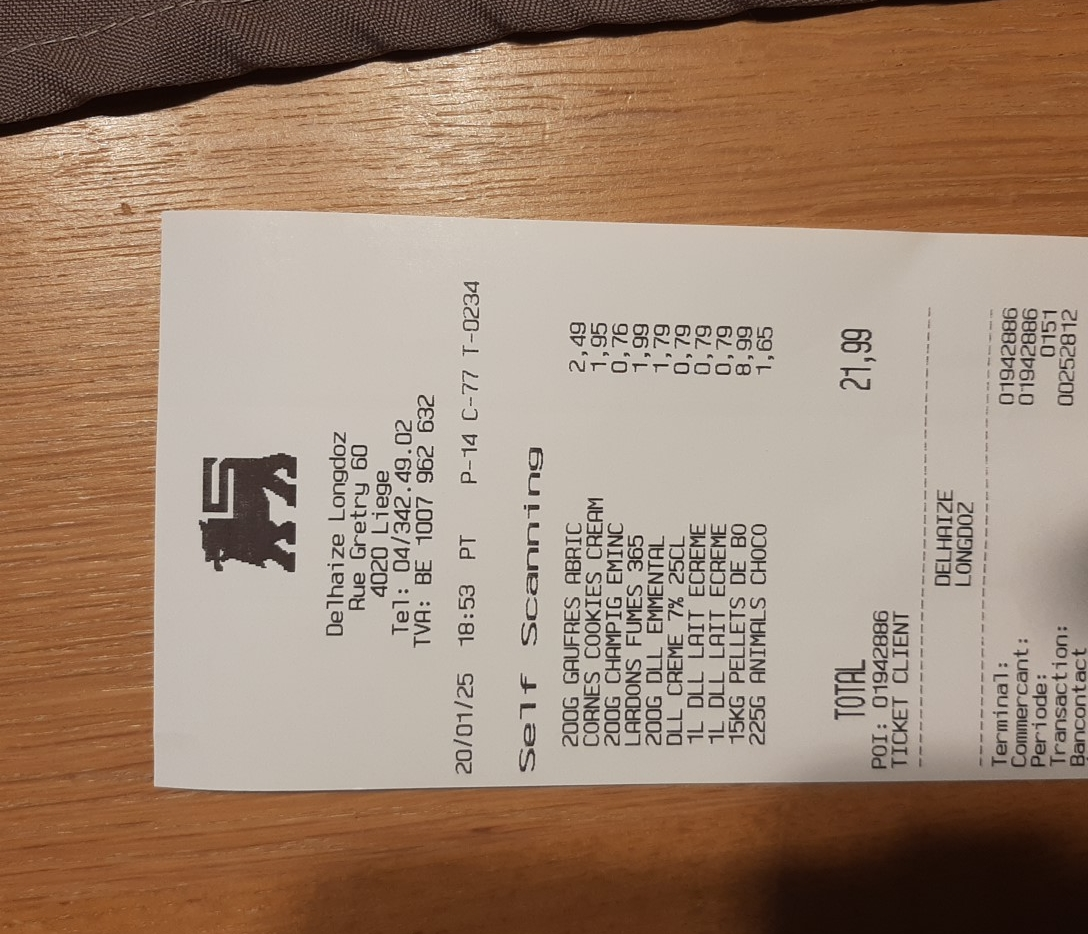 Delhaize Longdoz
Rue Gretry 60
4020 Liege
Tel: 04/342.49.02
TVA: BE 1007 962 632
20/01/25 18:53 PT P-14 C-77 T-0234
Self Scanning
200G GAUFRES ABRIC 2,49
CORNES COOKIES CREAM 1,95
200G CHAMPIG EMINC 0,76
LARDONS FUMES 365 1,99
200G DLL EMMENTAL 1,79
DLL CREME 7% 25CL 0,79
1L DLL LAIT ECREME 0,79
1L DLL LAIT ECREME 0,79
15KG PELLETS DE BO 8,99
225G ANIMALS CHOCO 1,65
TOTAL 21,99
POI: 01942886
TICKET CLIENT
DELHAIZE
LONGDOZ
Terminal: 01942886
Commercant: 01942886
Periode: 0151
Transaction: 00252812
Bancontact